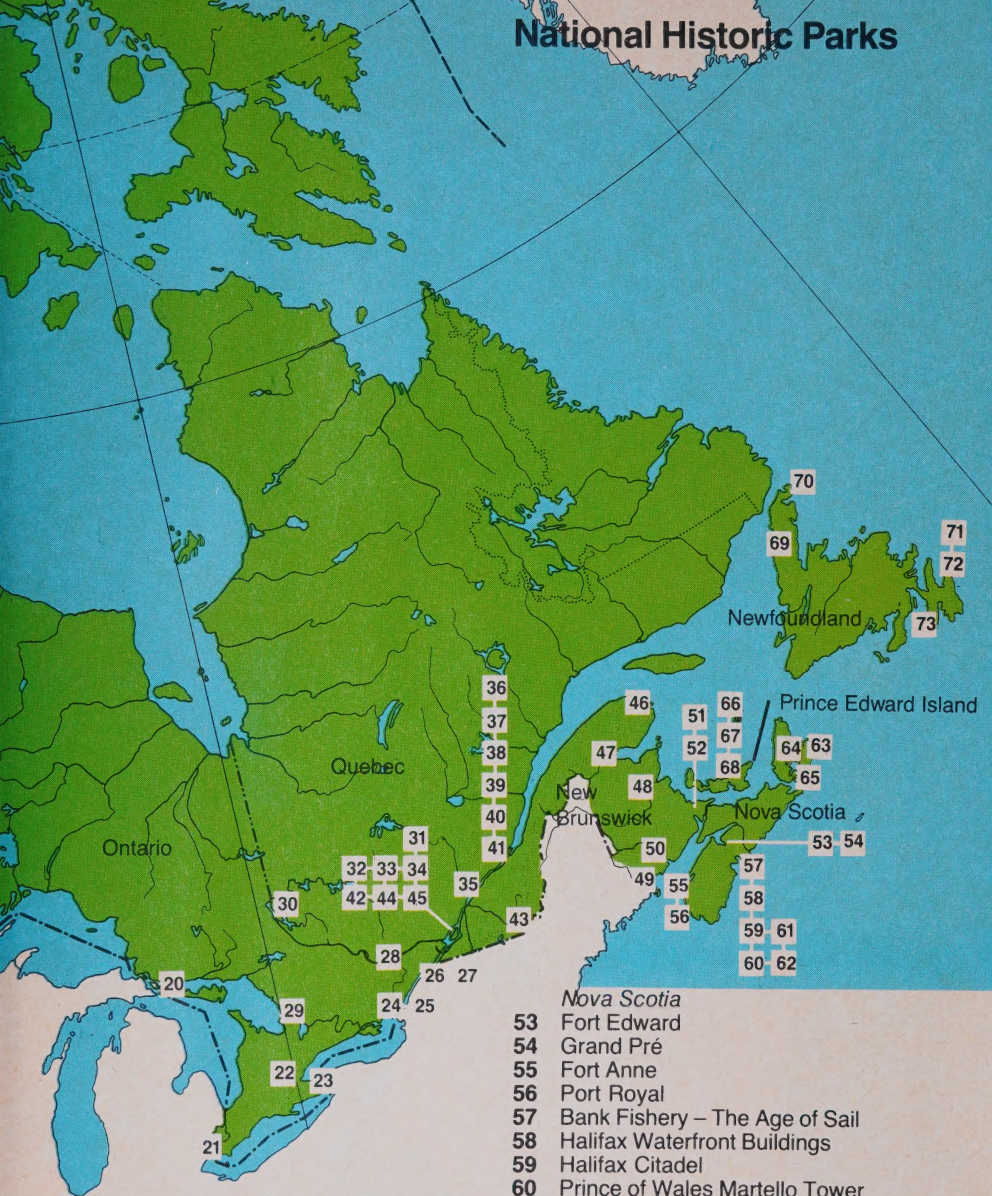 National Historic Parks
70
71
69
72
Newfoundland
73
36
46
66
Prince Edward Island
51
37
67
64 63
52
38
47
68
65
Quebec
39
48
New
Nova Scotia
40
Brunswick
31
53 54
Ontario
41
50
32 33 34
57
35
49
55
42 44 45
58
30
43
56
59 61
28
60 62
26 27
20
24 25
29
22
23
21
Nova Scotia
53 Fort Edward
54 Grand Pré
55 Fort Anne
56 Port Royal
57 Bank Fishery – The Age of Sail
58 Halifax Waterfront Buildings
59 Halifax Citadel
60 Prince of Wales Martello Tower